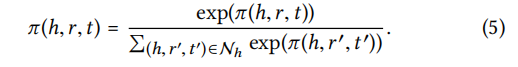 π(h, r, t) = exp(π(h, r, t)) / ∑_{(h, r′, t′)∈𝒩_h} exp(π(h, r′, t′)) . (5)